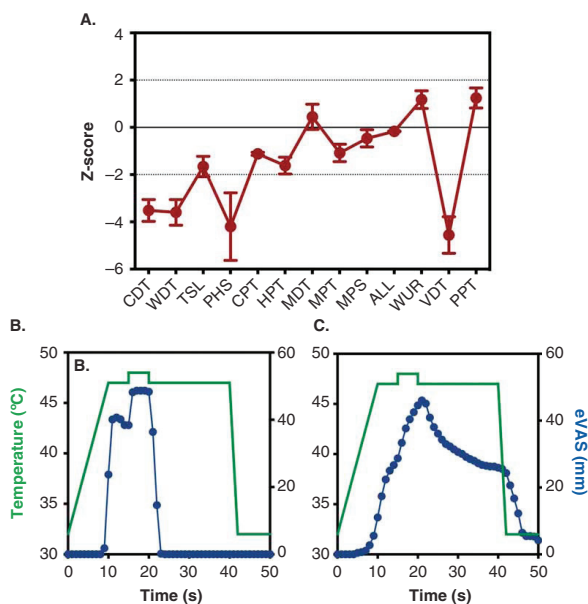 A.
4
2
0
−2
−4
−6
Z-score
CDT WDT TSL PHS CPT HPT MDT MPT MPS ALL WUR VDT PPT
B.
B.
50
45
40
35
30
Temperature (°C)
60
40
20
0
0 10 20 30 40 50
Time (s)
C.
50
45
40
35
30
60
40
20
0
eVAS (mm)
0 10 20 30 40 50
Time (s)